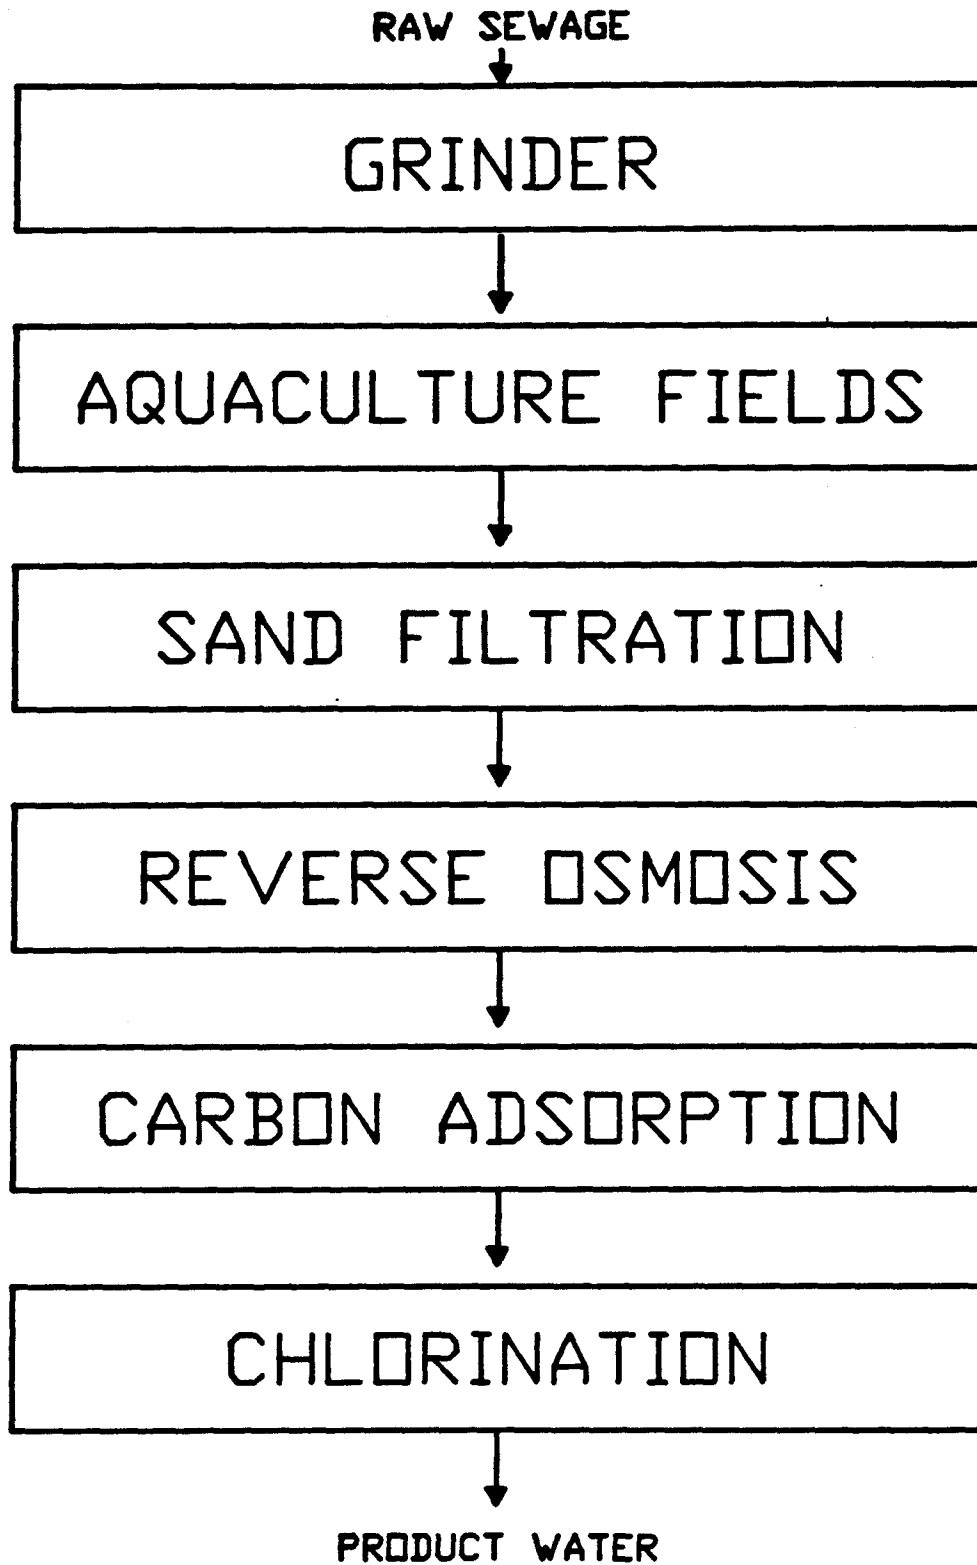 RAW SEWAGE
GRINDER
AQUACULTURE FIELDS
SAND FILTRATION
REVERSE OSMOSIS
CARBON ADSORPTION
CHLORINATION
PRODUCT WATER